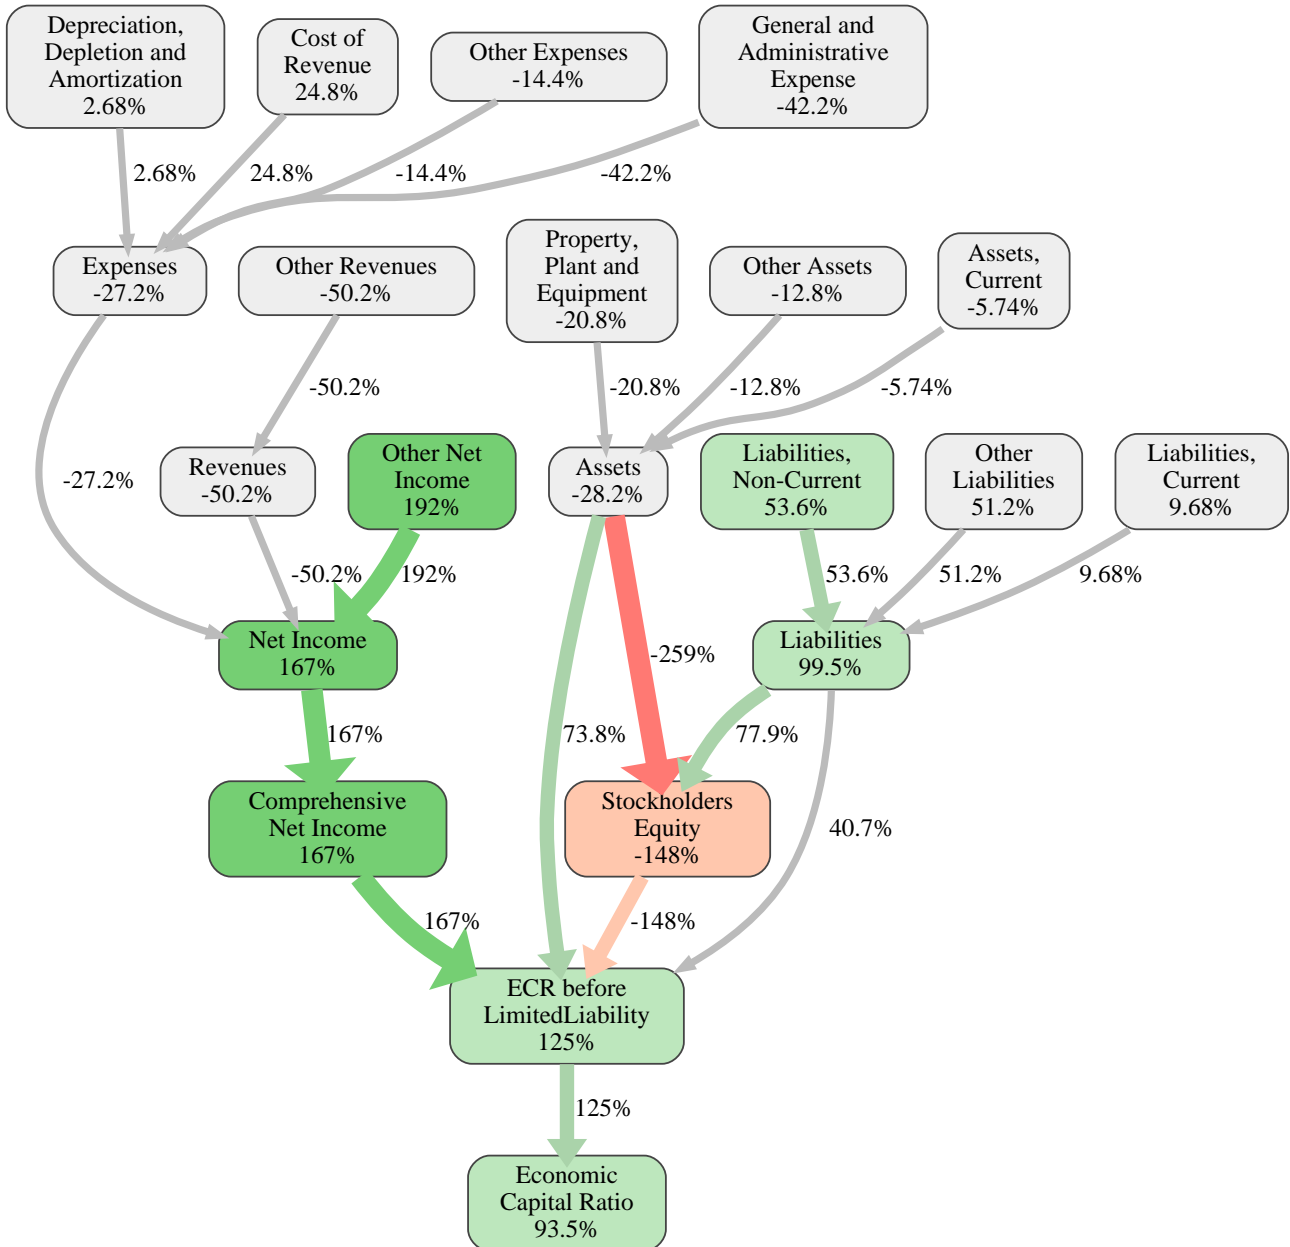 Depreciation,
Depletion and
Amortization
2.68%
Cost of
Revenue
24.8%
Other Expenses
-14.4%
General and
Administrative
Expense
-42.2%
2.68%
24.8%
-14.4%
-42.2%
Expenses
-27.2%
Other Revenues
-50.2%
Property,
Plant and
Equipment
-20.8%
Other Assets
-12.8%
Assets,
Current
-5.74%
-50.2%
-20.8%
-12.8%
-5.74%
-27.2%
Revenues
-50.2%
Other Net
Income
192%
Assets
-28.2%
Liabilities,
Non-Current
53.6%
Other
Liabilities
51.2%
Liabilities,
Current
9.68%
-50.2%
192%
53.6%
51.2%
9.68%
Net Income
167%
-259%
Liabilities
99.5%
167%
73.8%
77.9%
Comprehensive
Net Income
167%
Stockholders
Equity
-148%
40.7%
167%
-148%
ECR before
LimitedLiability
125%
125%
Economic
Capital Ratio
93.5%